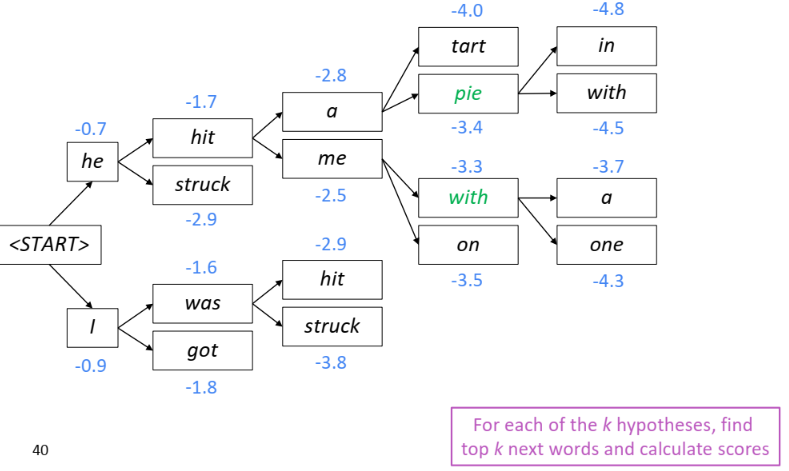 -4.0
-4.8
tart
in
-2.8
-1.7
a
pie
with
-0.7
hit
-3.4
-4.5
he
me
-3.3
-3.7
struck
-2.5
with
a
-2.9
<START>
-2.9
on
one
-1.6
hit
-3.5
-4.3
was
I
struck
got
-0.9
-3.8
-1.8
For each of the k hypotheses, find
top k next words and calculate scores
40